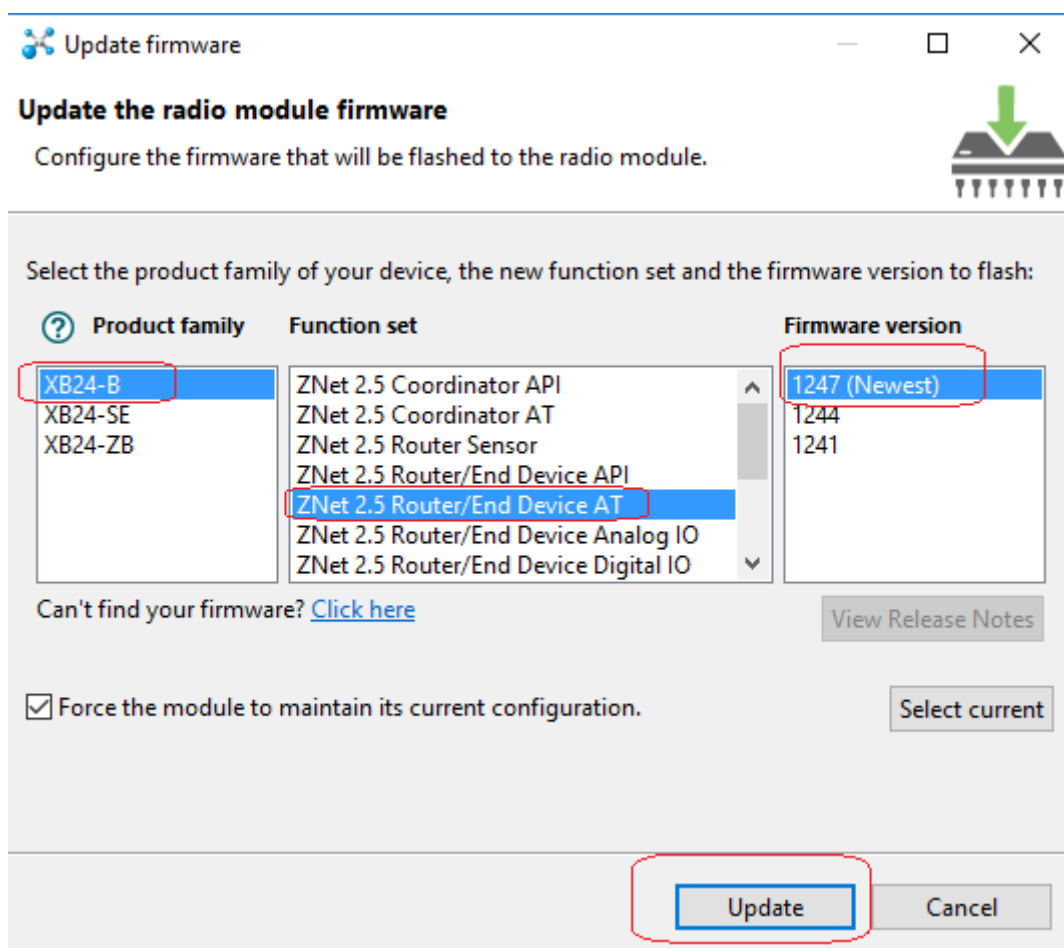 Update firmware
Update the radio module firmware
Configure the firmware that will be flashed to the radio module.
Select the product family of your device, the new function set and the firmware version to flash:
? Product family
Function set
Firmware version
XB24-B
XB24-SE
XB24-ZB
ZNet 2.5 Coordinator API
ZNet 2.5 Coordinator AT
ZNet 2.5 Router Sensor
ZNet 2.5 Router/End Device API
ZNet 2.5 Router/End Device AT
ZNet 2.5 Router/End Device Analog IO
ZNet 2.5 Router/End Device Digital IO
1247 (Newest)
1244
1241
Can't find your firmware? Click here
View Release Notes
Force the module to maintain its current configuration.
Select current
Update
Cancel